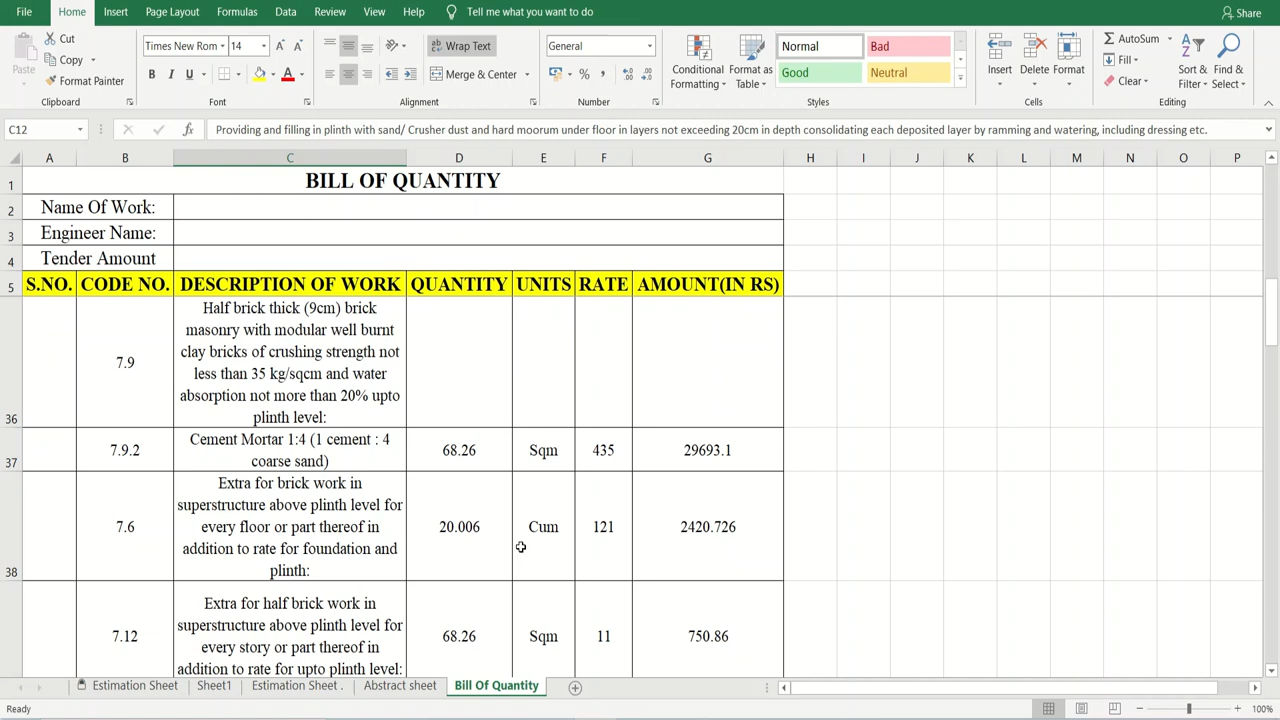 File Home Insert Page Layout Formulas Data Review View Help Tell me what you want to do Share
Cut
Copy
Format Painter
Paste
Clipboard
Times New Rom 14
B I U
Font
Wrap Text
Merge & Center
Alignment
General
Number
Conditional Formatting
Format as Table
Normal Bad
Good Neutral
Styles
Insert Delete Format
Cells
AutoSum
Fill
Clear
Sort & Filter
Find & Select
Editing
C12 fx Providing and filling in plinth with sand/ Crusher dust and hard moorum under floor in layers not exceeding 20cm in depth consolidating each deposited layer by ramming and watering, including dressing etc.
A B C D E F G H I J K L M N O P
1 BILL OF QUANTITY
2 Name Of Work:
3 Engineer Name:
4 Tender Amount
5 S.NO. CODE NO. DESCRIPTION OF WORK QUANTITY UNITS RATE AMOUNT(IN RS)
Half brick thick (9cm) brick
masonry with modular well burnt
clay bricks of crushing strength not
7.9 less than 35 kg/sqcm and water
absorption not more than 20% upto
36 plinth level:
Cement Mortar 1:4 (1 cement : 4
37 7.9.2 coarse sand) 68.26 Sqm 435 29693.1
Extra for brick work in
superstructure above plinth level for
7.6 every floor or part thereof in 20.006 Cum 121 2420.726
addition to rate for foundation and
38 plinth:
Extra for half brick work in
superstructure above plinth level for
7.12 every story or part thereof in 68.26 Sqm 11 750.86
addition to rate for upto plinth level:
Estimation Sheet Sheet1 Estimation Sheet . Abstract sheet Bill Of Quantity
Ready 100%